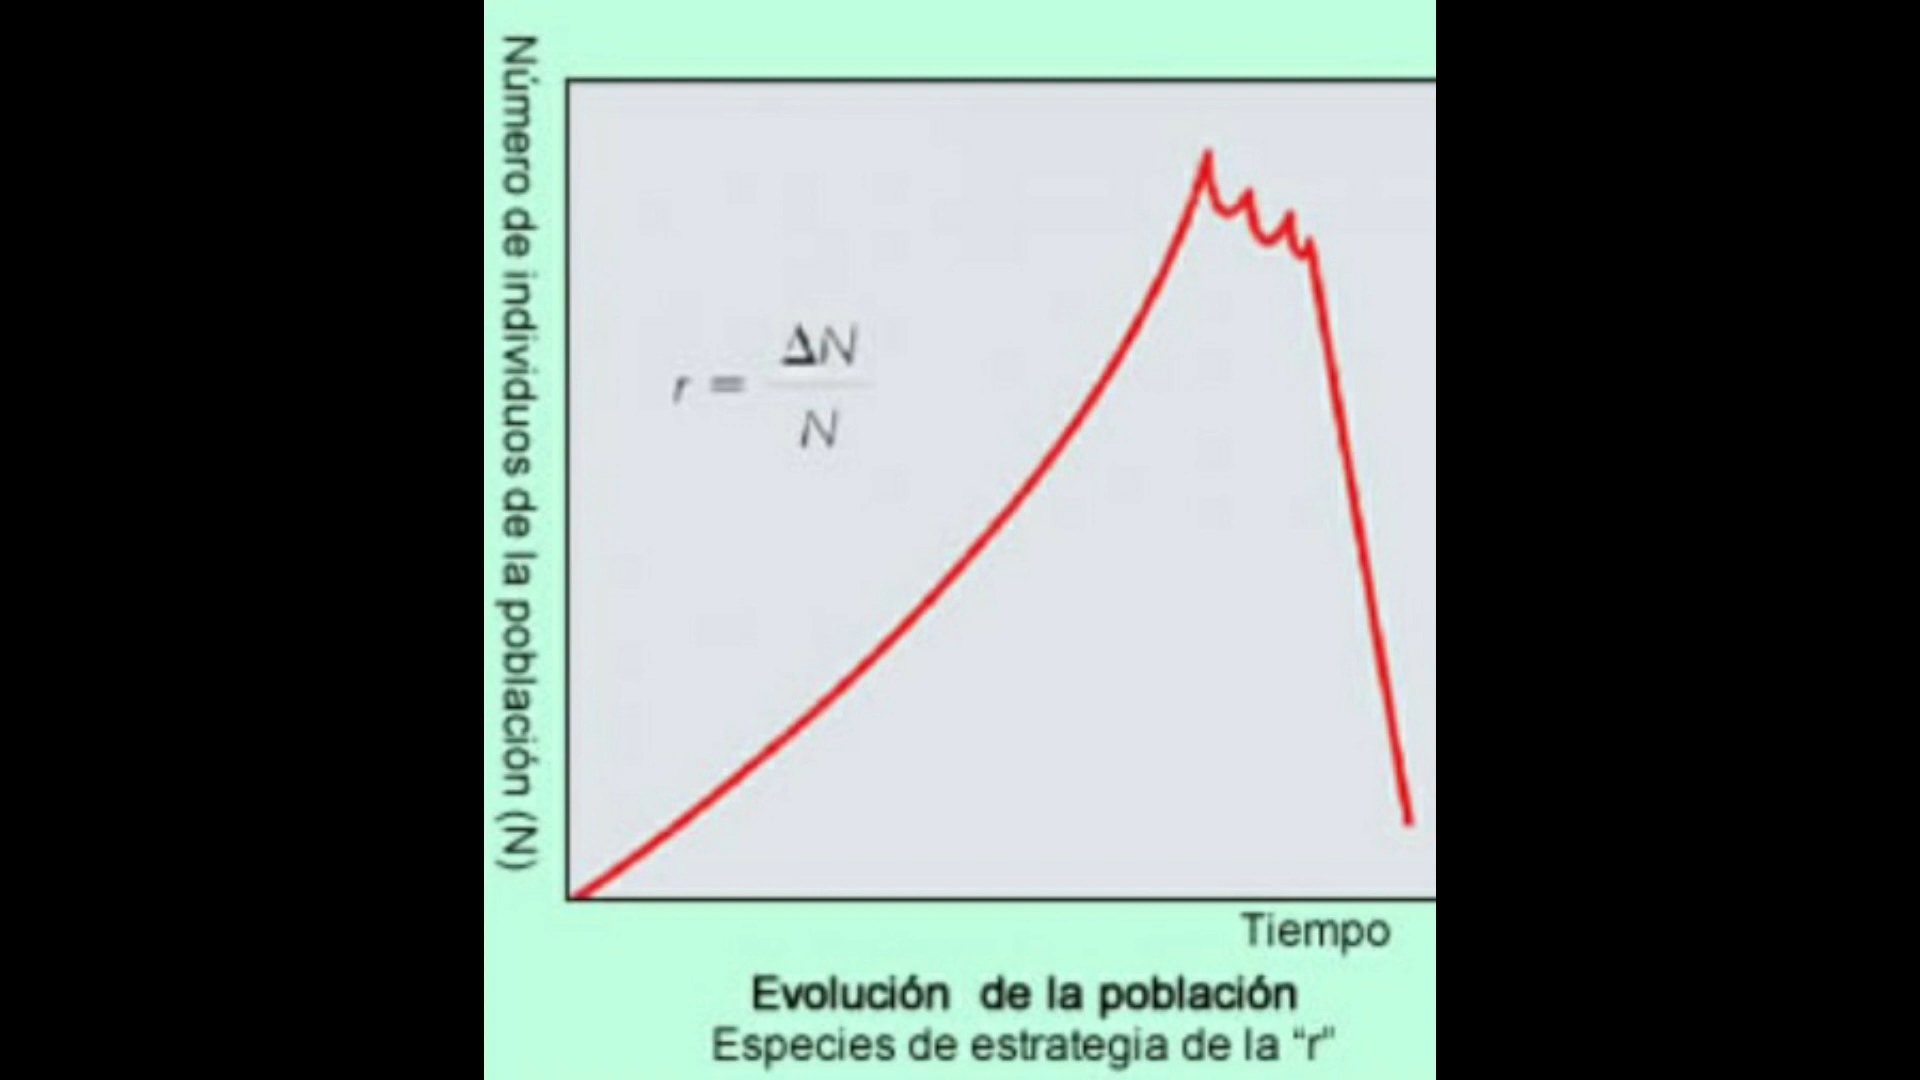 Número de individuos de la población (N)
r = ΔN
N
Tiempo
Evolución de la población
Especies de estrategia de la “r”